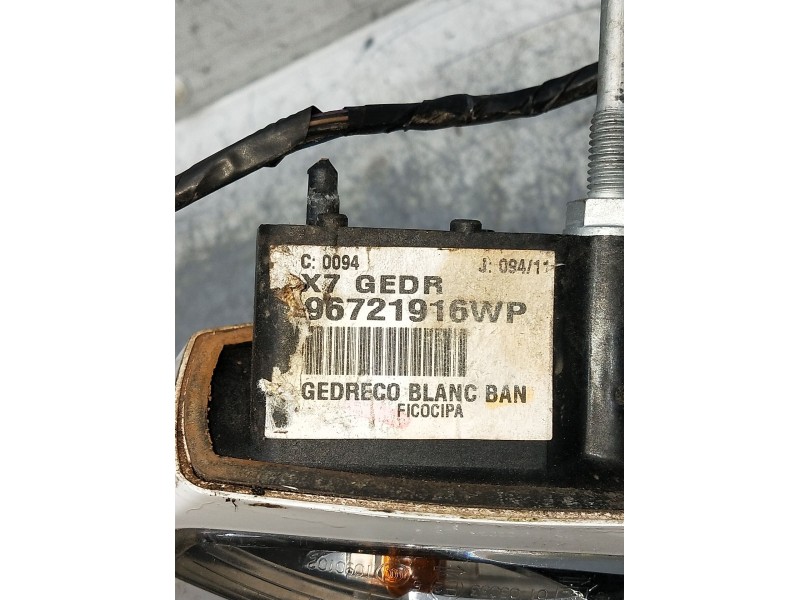 C: 0094 J: 094/11
X7 GEDR
96721916WP
GEDRECO BLANC BAN
FICOCIPA